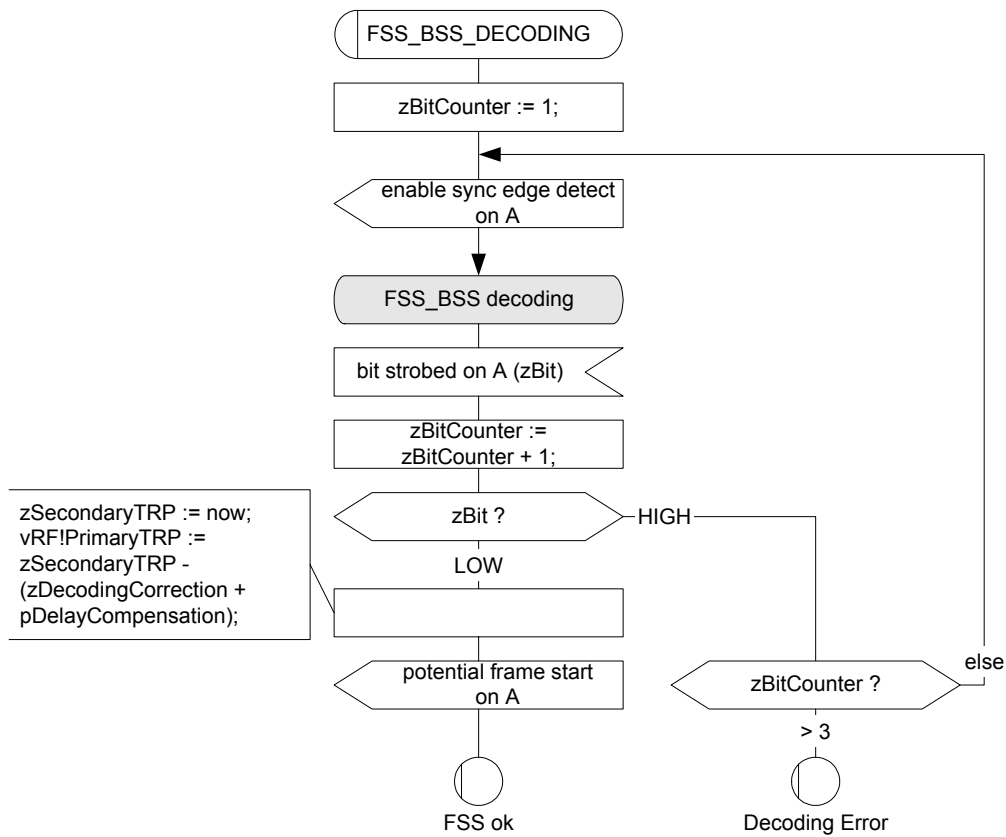 FSS_BSS_DECODING
zBitCounter := 1;
enable sync edge detect
on A
FSS_BSS decoding
bit strobed on A (zBit)
zBitCounter :=
zBitCounter + 1;
zBit ?
HIGH
LOW
zSecondaryTRP := now;
vRF!PrimaryTRP :=
zSecondaryTRP -
(zDecodingCorrection +
pDelayCompensation);
potential frame start
on A
zBitCounter ?
else
> 3
FSS ok
Decoding Error